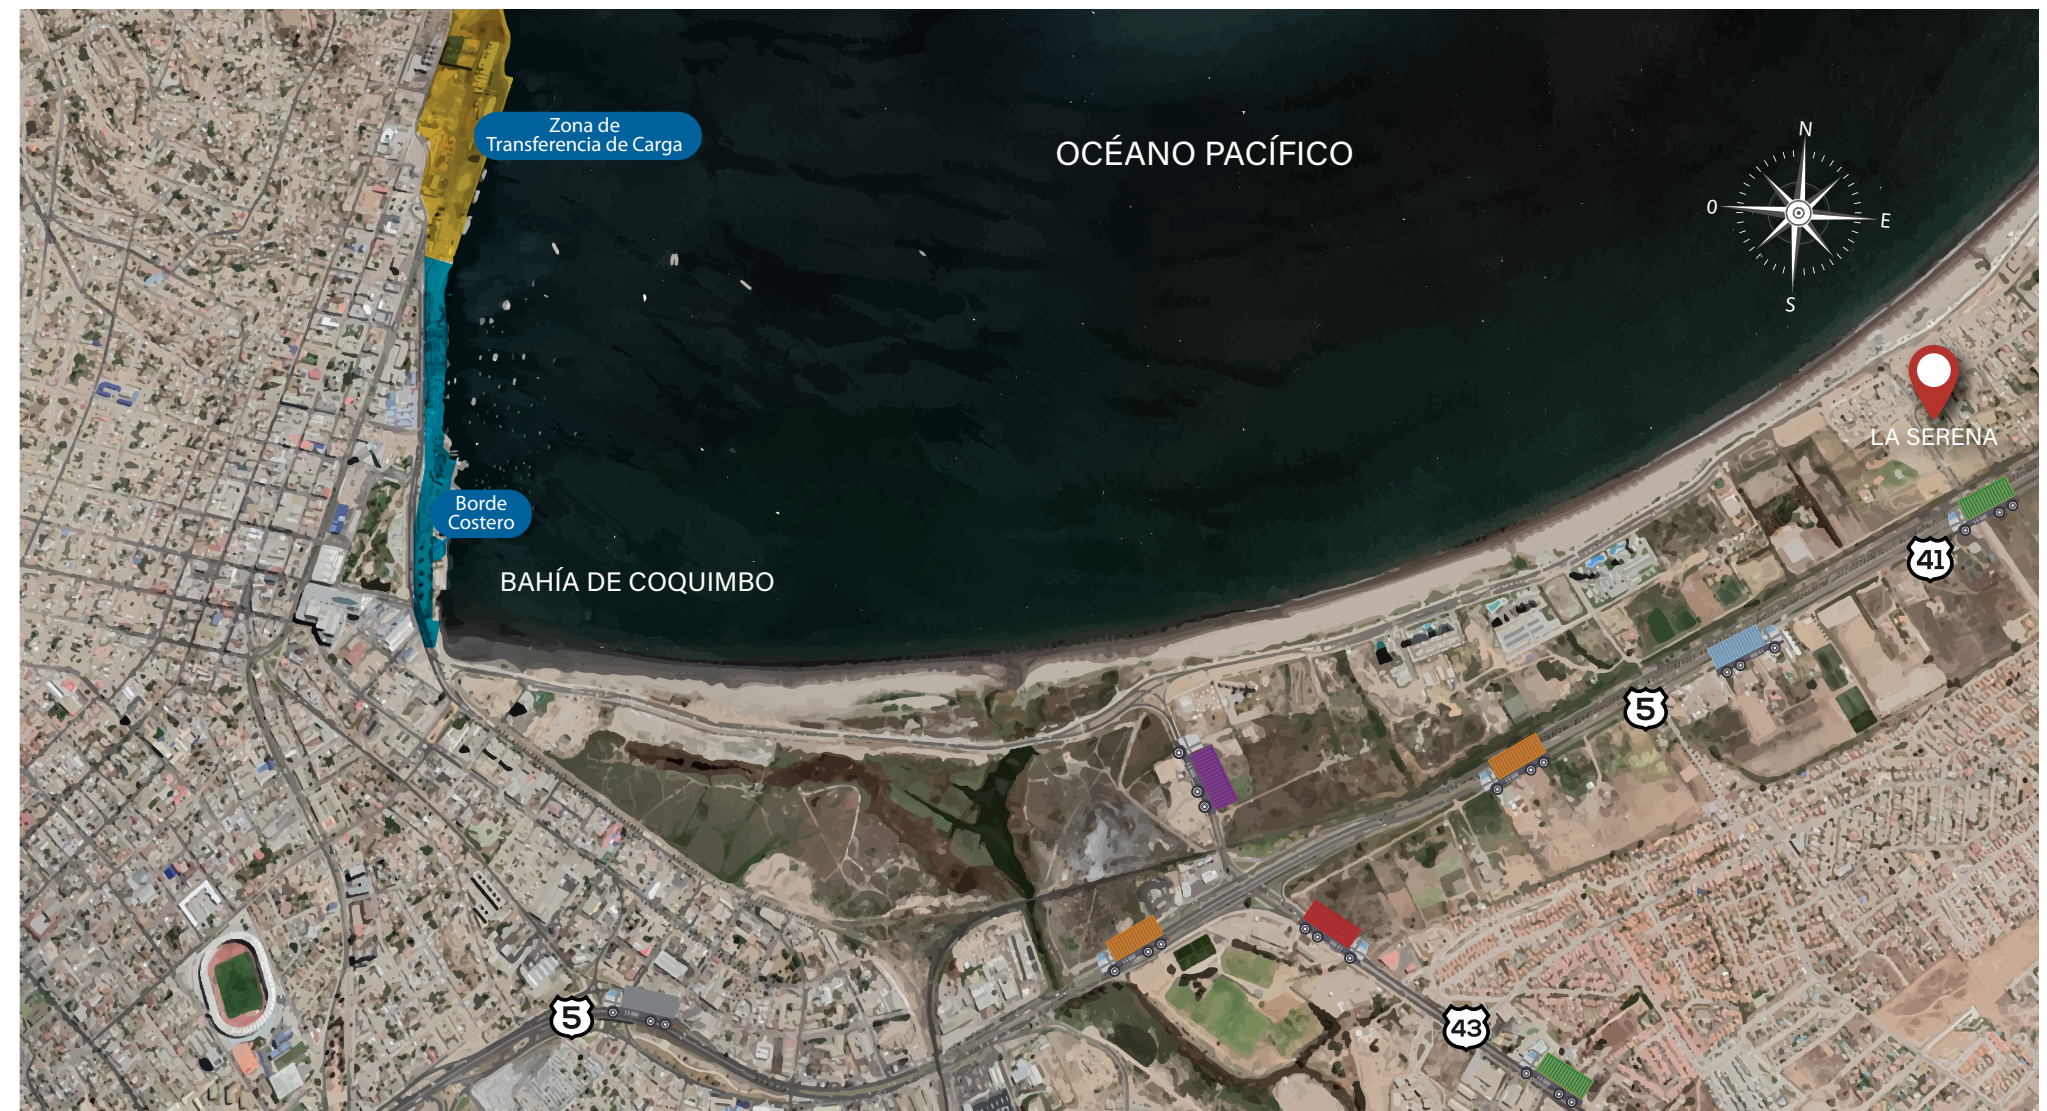 Zona de
Transferencia de Carga
OCÉANO PACÍFICO
N
O
E
S
LA SERENA
Borde
Costero
41
BAHÍA DE COQUIMBO
5
5
43